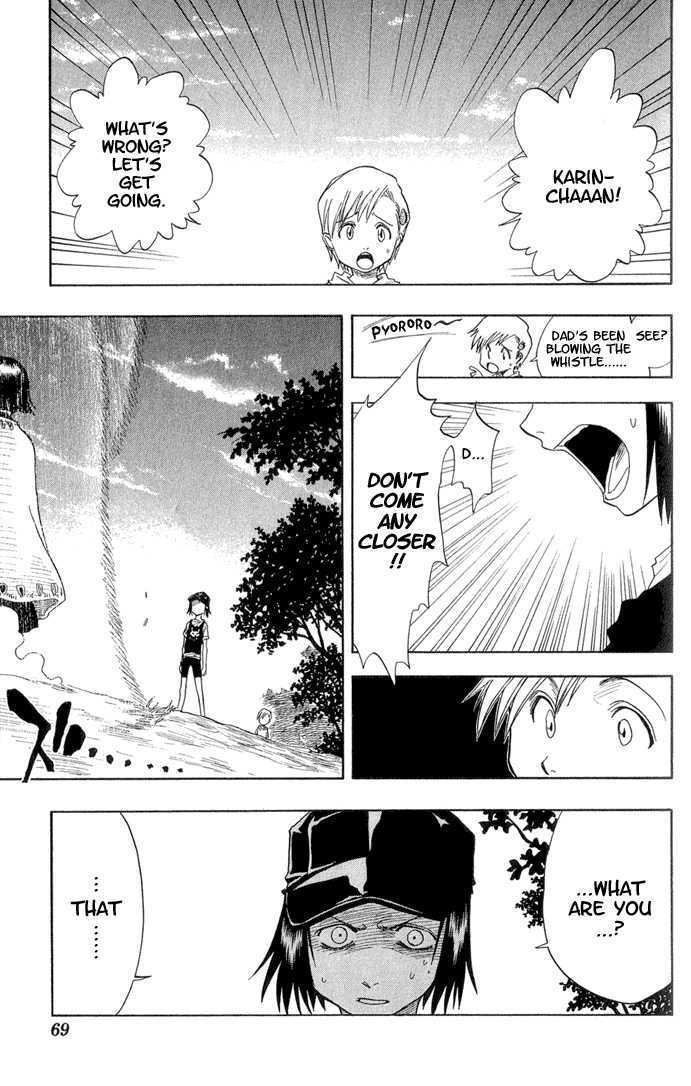 KARIN-
CHAAAN!
WHAT'S
WRONG?
LET'S
GET
GOING.
SEE?
DAD'S BEEN
BLOWING THE
WHISTLE......
PYORORO~
D...
DON'T
COME
ANY
CLOSER
!!
ズ......
...WHAT
ARE YOU
...?
......
THAT
......
69